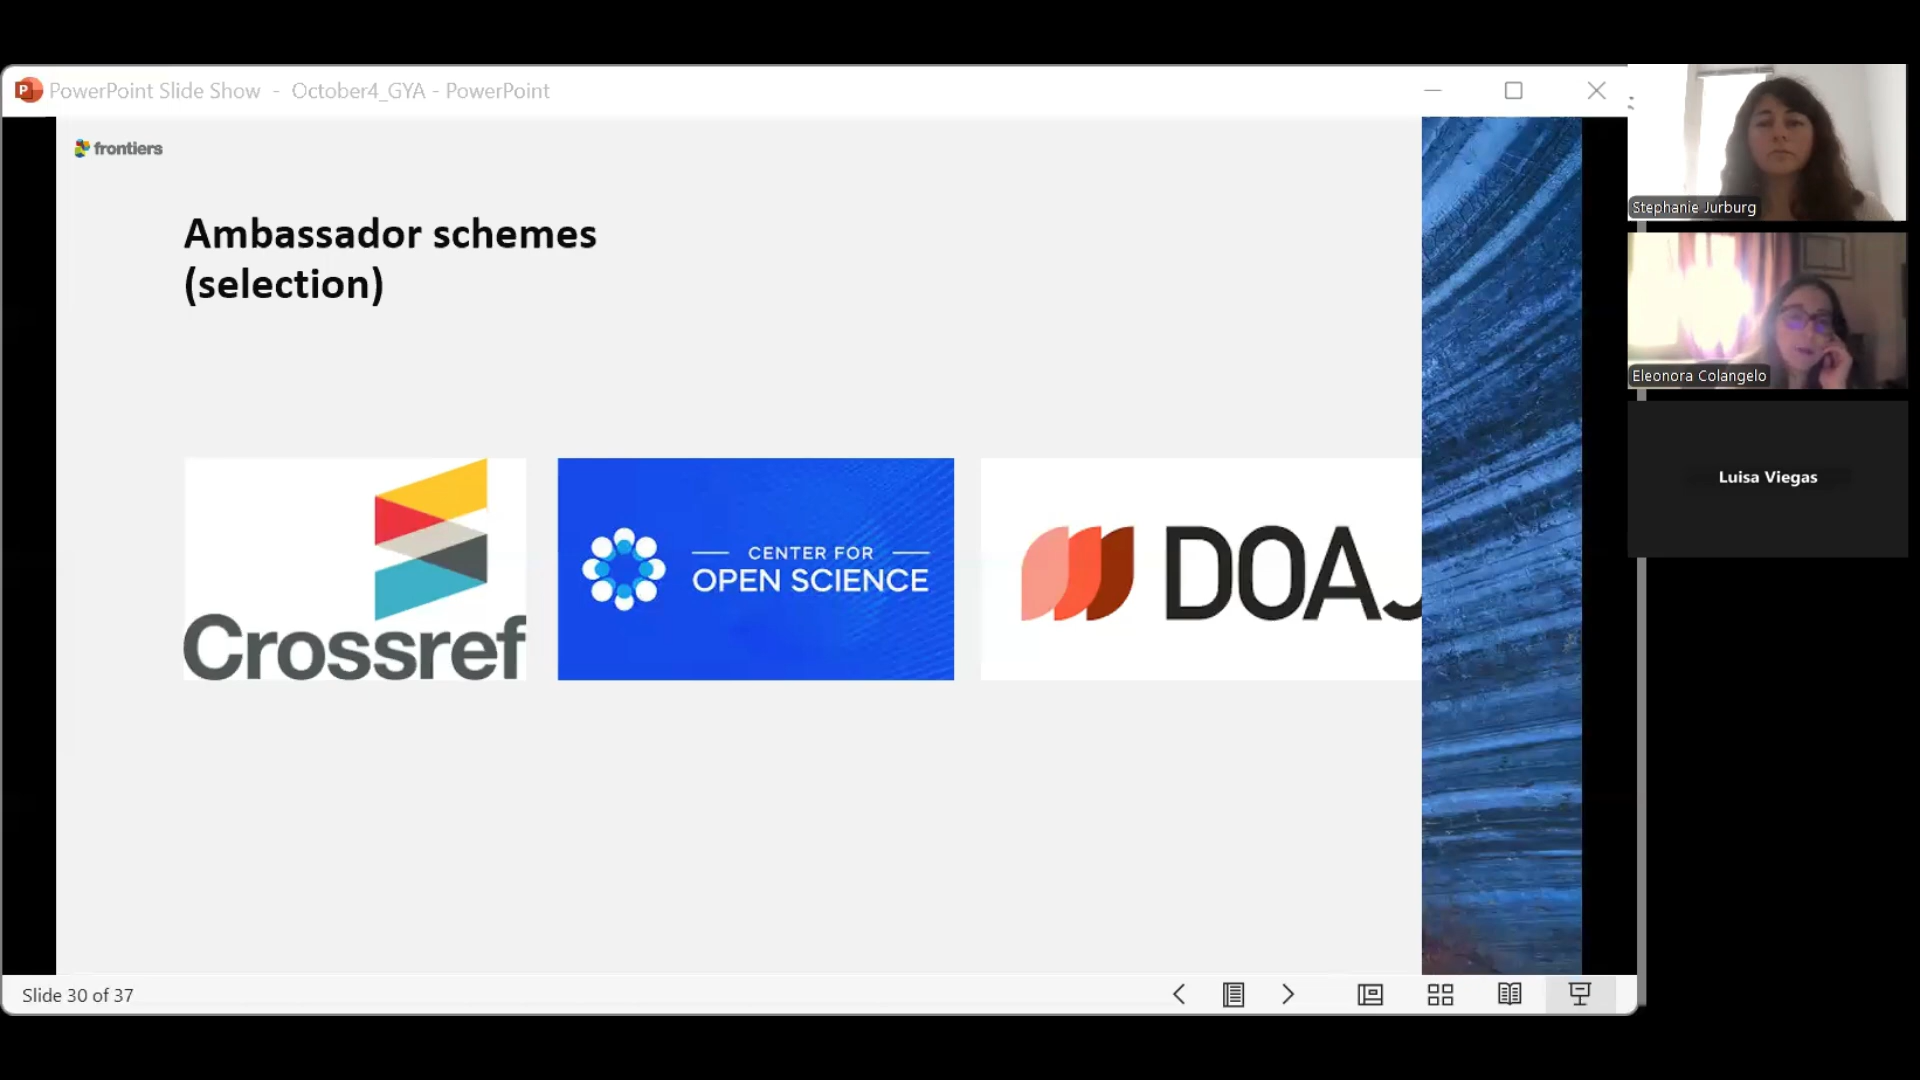 PowerPoint Slide Show - October4_GYA - PowerPoint
frontiers
Ambassador schemes
(selection)
Crossref
CENTER FOR
OPEN SCIENCE
DOAJ
Stephanie Jurburg
Eleonora Colangelo
Luisa Viegas
Slide 30 of 37